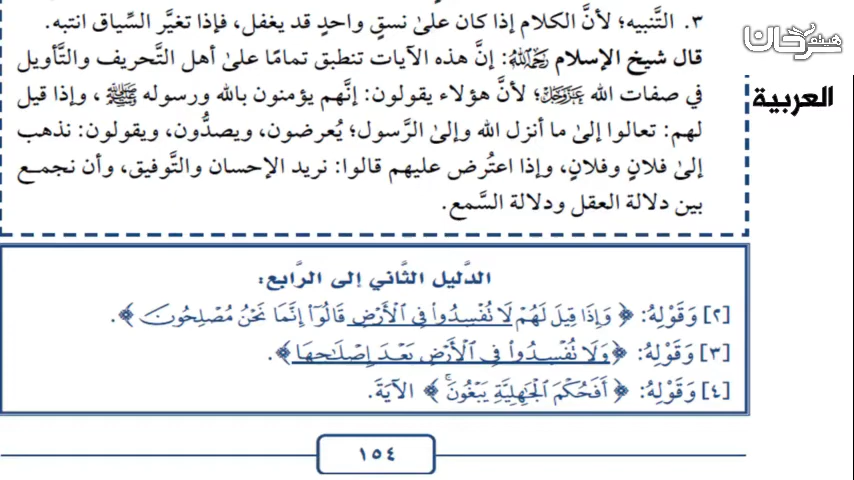 ٣. التَّنبيه؛ لأنَّ الكلام إذا كان علىٰ نسقٍ واحدٍ قد يغفل، فإذا تغيَّر السِّياق انتبه.
قال شيخ الإسلام رَحِمَهُ اللَّهُ: إنَّ هذه الآيات تنطبق تمامًا علىٰ أهل التَّحريف والتَّأويل
في صفات الله عَزَّوَجَلَّ؛ لأنَّ هؤلاء يقولون: إنَّهم يؤمنون بالله ورسوله ﷺ، وإذا قيل
لهم: تعالوا إلىٰ ما أنزل الله وإلىٰ الرَّسول؛ يُعرضون، ويصدُّون، ويقولون: نذهب
إلىٰ فلانٍ وفلانٍ، وإذا اعتُرض عليهم قالوا: نريد الإحسان والتَّوفيق، وأن نجمع
بين دلالة العقل ودلالة السَّمع.
الدَّليل الثَّاني إلى الرَّابع:
[٢] وَقَوْلِهُ: ﴿ وَإِذَا قِيلَ لَهُمْ لَا تُفْسِدُوا۟ فِى ٱلْأَرْضِ قَالُوٓا۟ إِنَّمَا نَحْنُ مُصْلِحُونَ ﴾.
[٣] وَقَوْلِهُ: ﴿وَلَا تُفْسِدُوا۟ فِى ٱلْأَرْضِ بَعْدَ إِصْلَٰحِهَا﴾.
[٤] وَقَوْلِهُ: ﴿ أَفَحُكْمَ ٱلْجَٰهِلِيَّةِ يَبْغُونَ ۚ ﴾ الآيَةَ.
١٥٤
هيثم سرحان
العربية